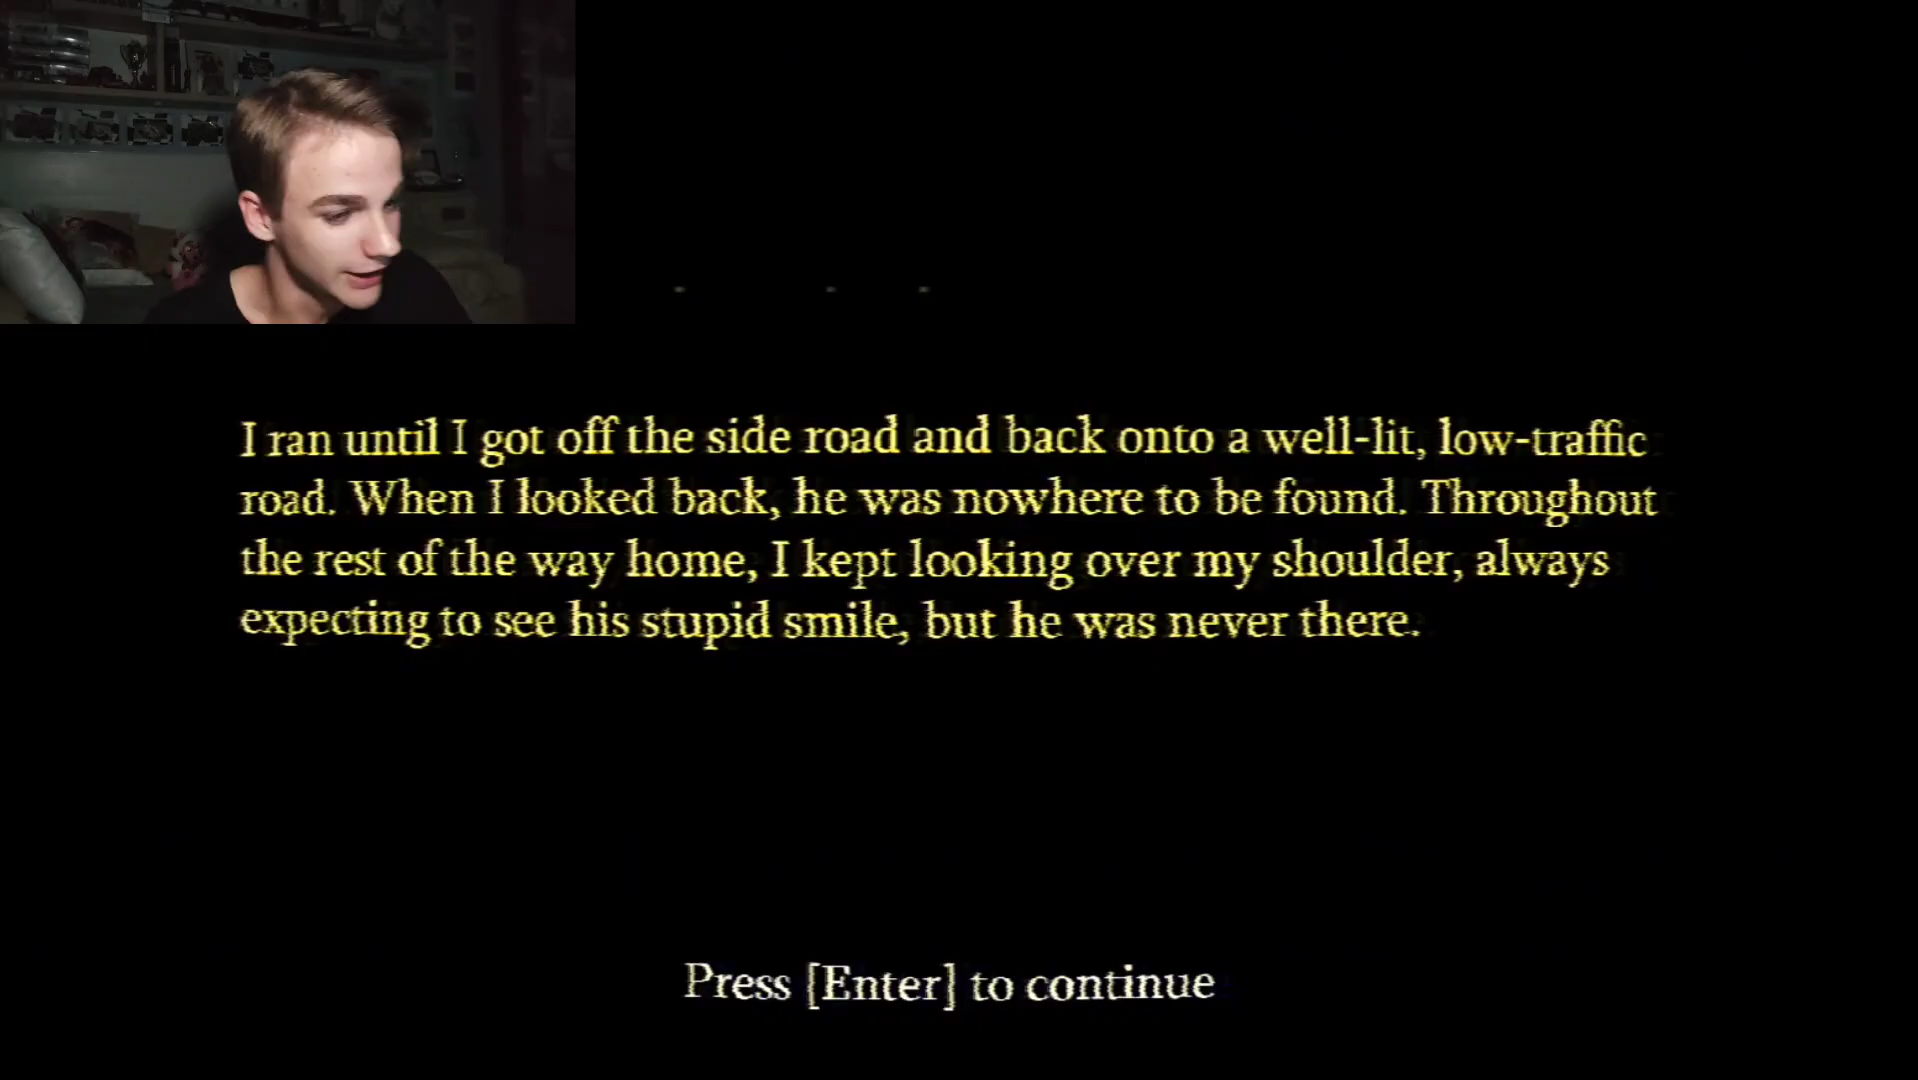 I ran until I got off the side road and back onto a well-lit, low-traffic
road. When I looked back, he was nowhere to be found. Throughout
the rest of the way home, I kept looking over my shoulder, always
expecting to see his stupid smile, but he was never there.
Press [Enter] to continue